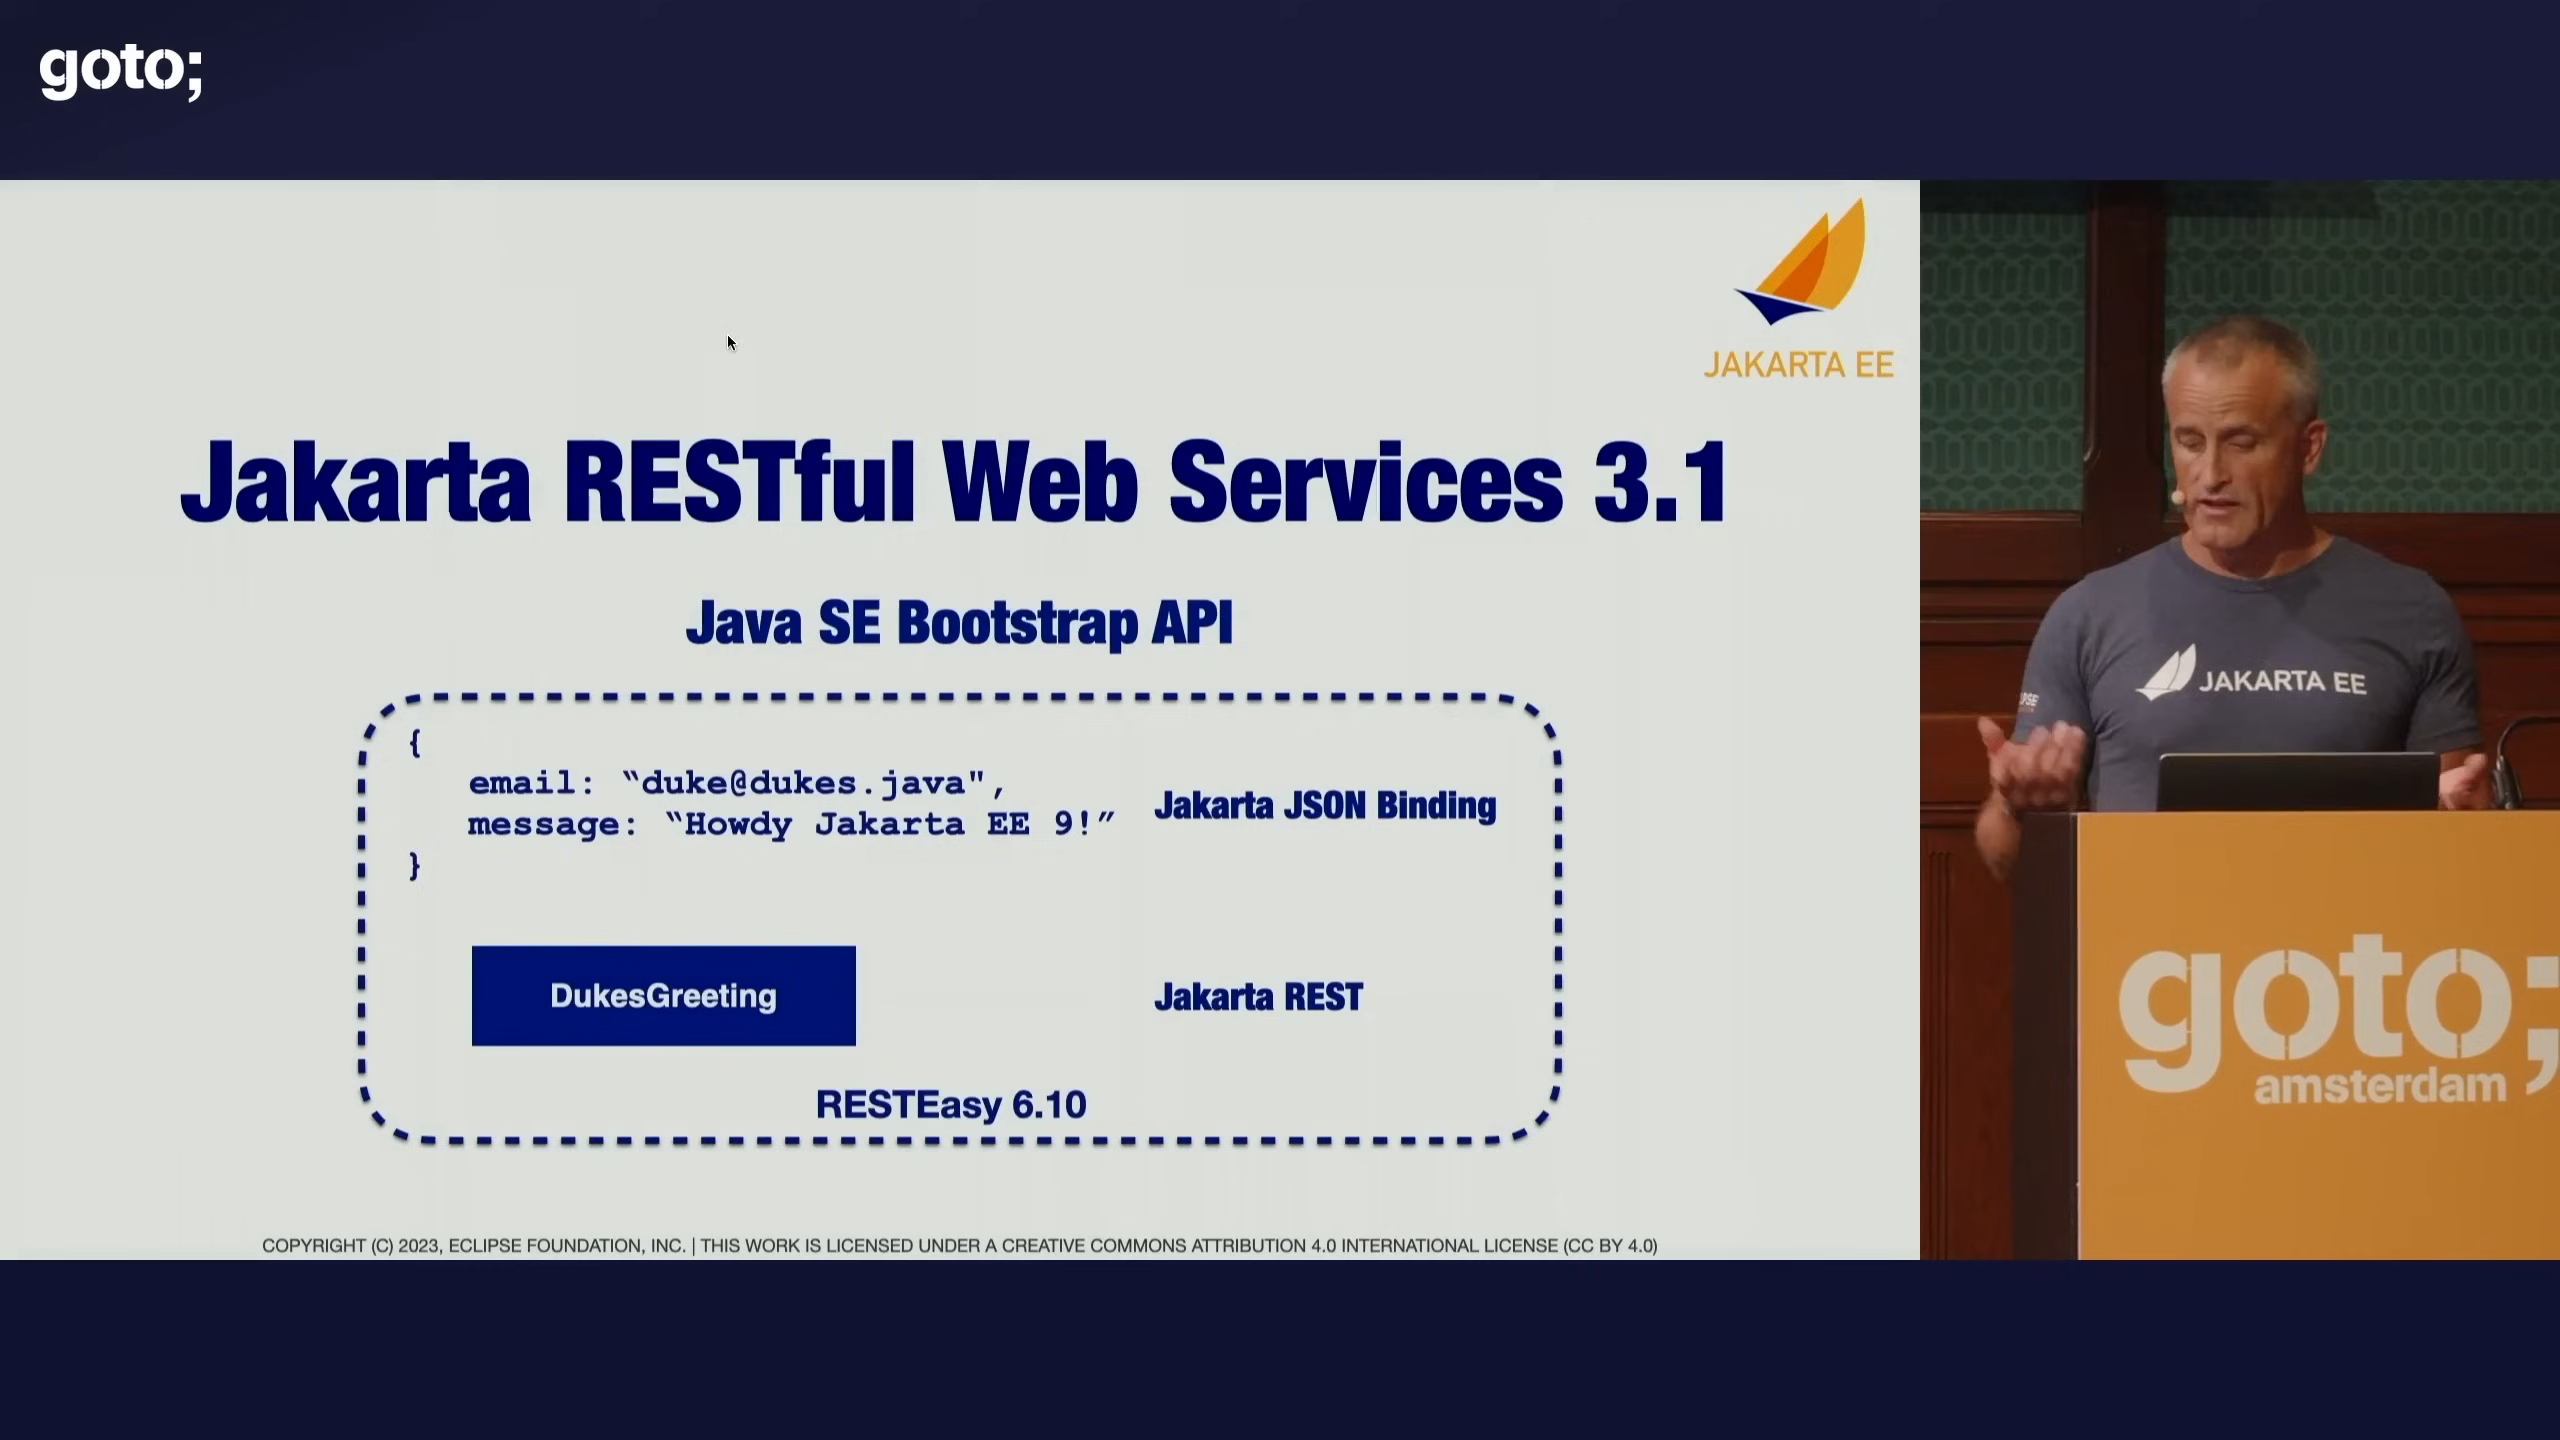 goto;
JAKARTA EE
Jakarta RESTful Web Services 3.1
Java SE Bootstrap API
{
email: “duke@dukes.java",
message: “Howdy Jakarta EE 9!”
}
Jakarta JSON Binding
DukesGreeting
Jakarta REST
RESTEasy 6.10
COPYRIGHT (C) 2023, ECLIPSE FOUNDATION, INC. | THIS WORK IS LICENSED UNDER A CREATIVE COMMONS ATTRIBUTION 4.0 INTERNATIONAL LICENSE (CC BY 4.0)
JAKARTA EE
goto;
amsterdam